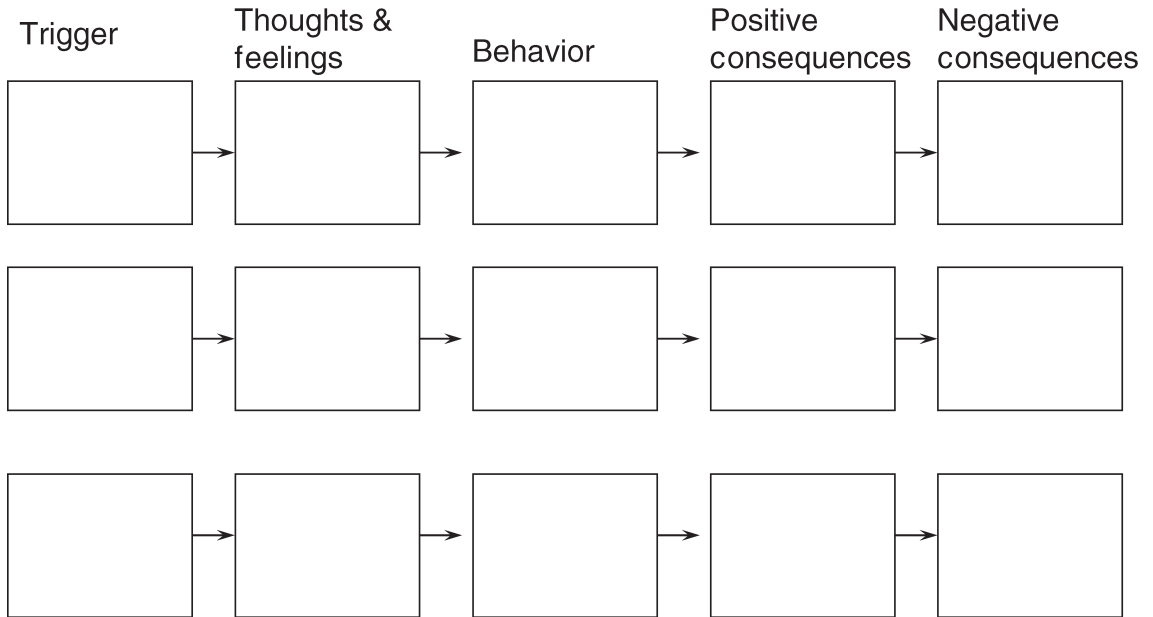 Trigger
Thoughts &
feelings
Behavior
Positive
consequences
Negative
consequences